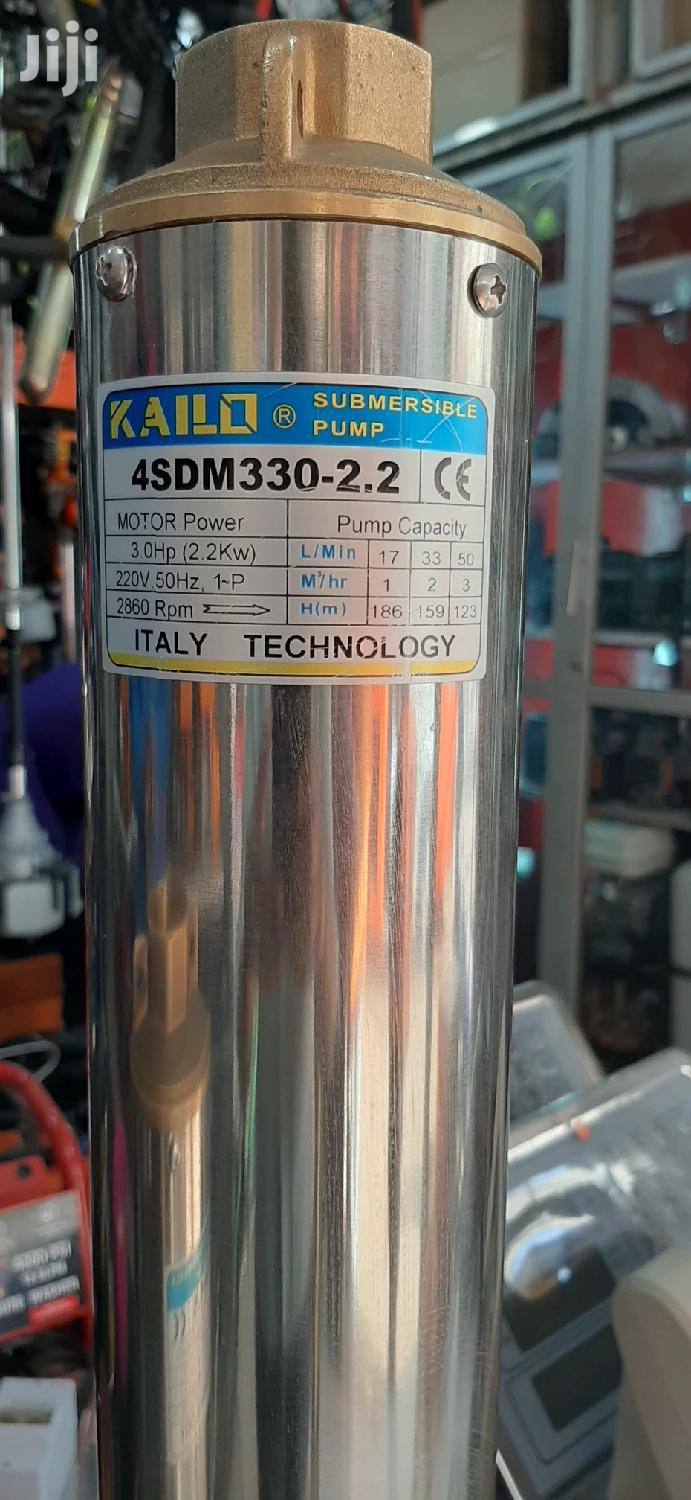 Jiji
KAILO ® SUBMERSIBLE
PUMP
4SDM330-2.2 CE
MOTOR Power Pump Capacity
3.0Hp (2.2Kw) L/Min 17 33 50
220V,50Hz, 1~P M³/hr 1 2 3
2860 Rpm H(m) 186 159 123
ITALY TECHNOLOGY